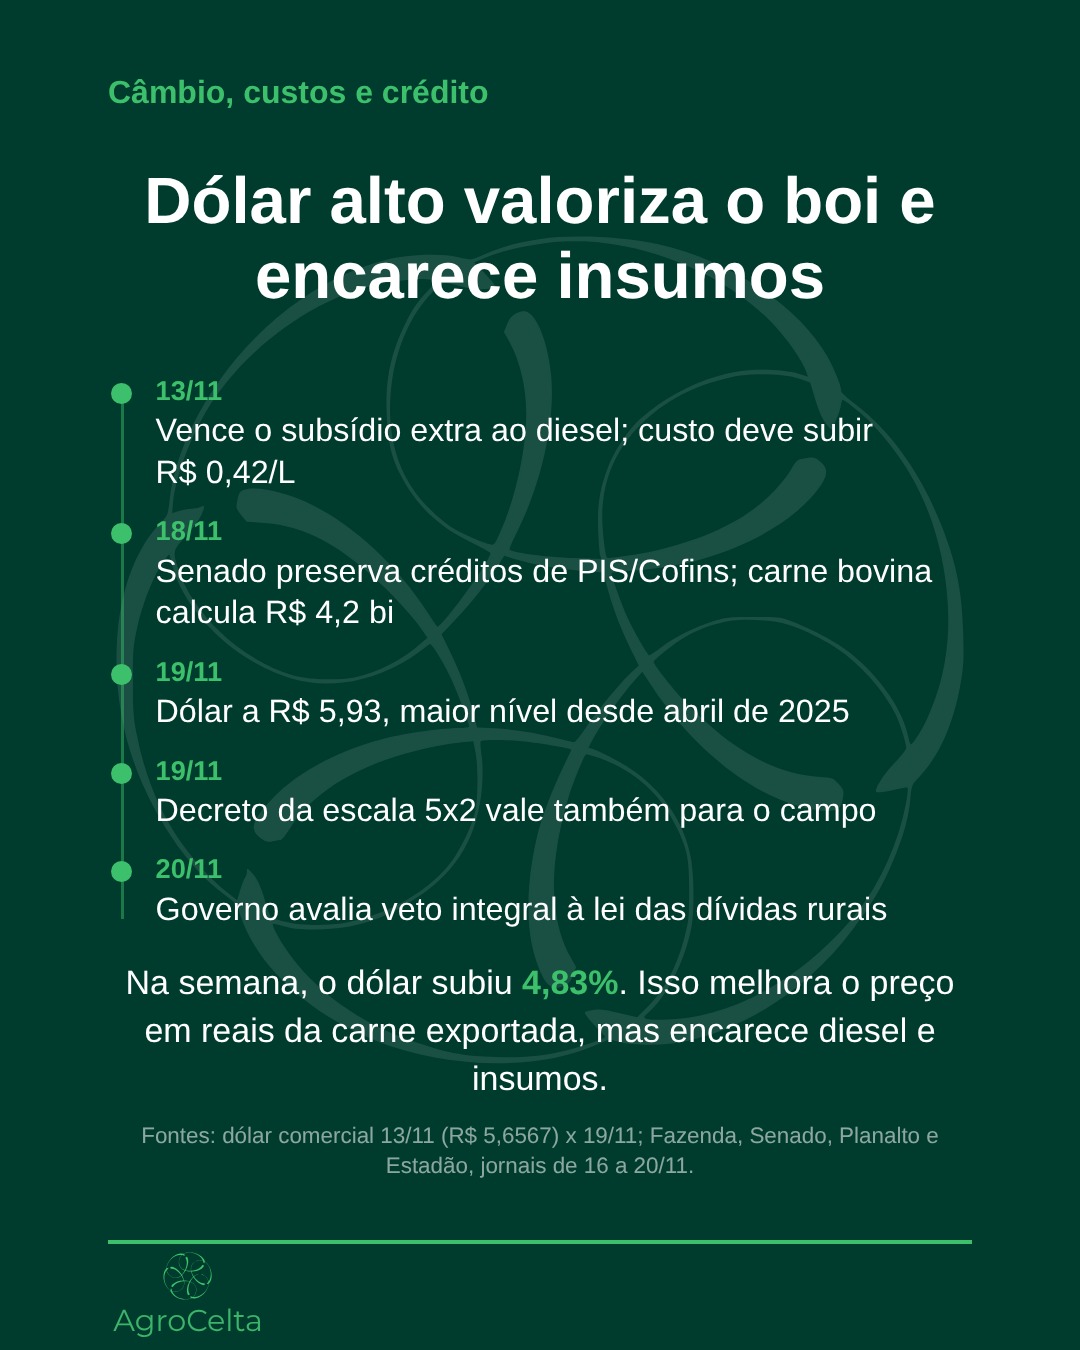 Câmbio, custos e crédito
Dólar alto valoriza o boi e
encarece insumos
13/11
Vence o subsídio extra ao diesel; custo deve subir
R$ 0,42/L
18/11
Senado preserva créditos de PIS/Cofins; carne bovina
calcula R$ 4,2 bi
19/11
Dólar a R$ 5,93, maior nível desde abril de 2025
19/11
Decreto da escala 5x2 vale também para o campo
20/11
Governo avalia veto integral à lei das dívidas rurais
Na semana, o dólar subiu 4,83%. Isso melhora o preço
em reais da carne exportada, mas encarece diesel e
insumos.
Fontes: dólar comercial 13/11 (R$ 5,6567) x 19/11; Fazenda, Senado, Planalto e
Estadão, jornais de 16 a 20/11.
AgroCelta